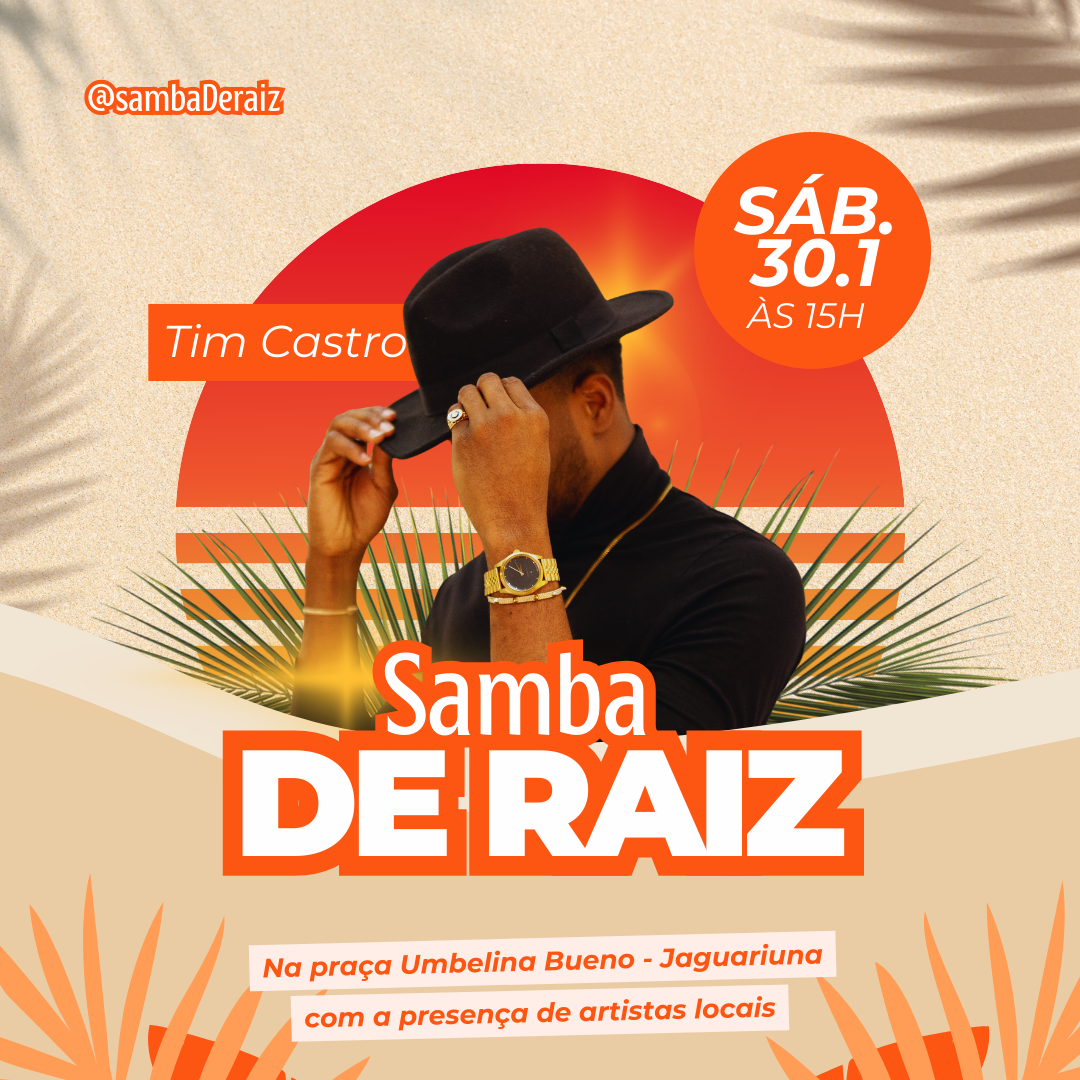 @sambaDeraiz
SÁB.
30.1
ÀS 15H
Tim Castro
Samba
DE RAIZ
Na praça Umbelina Bueno - Jaguariuna
com a presença de artistas locais